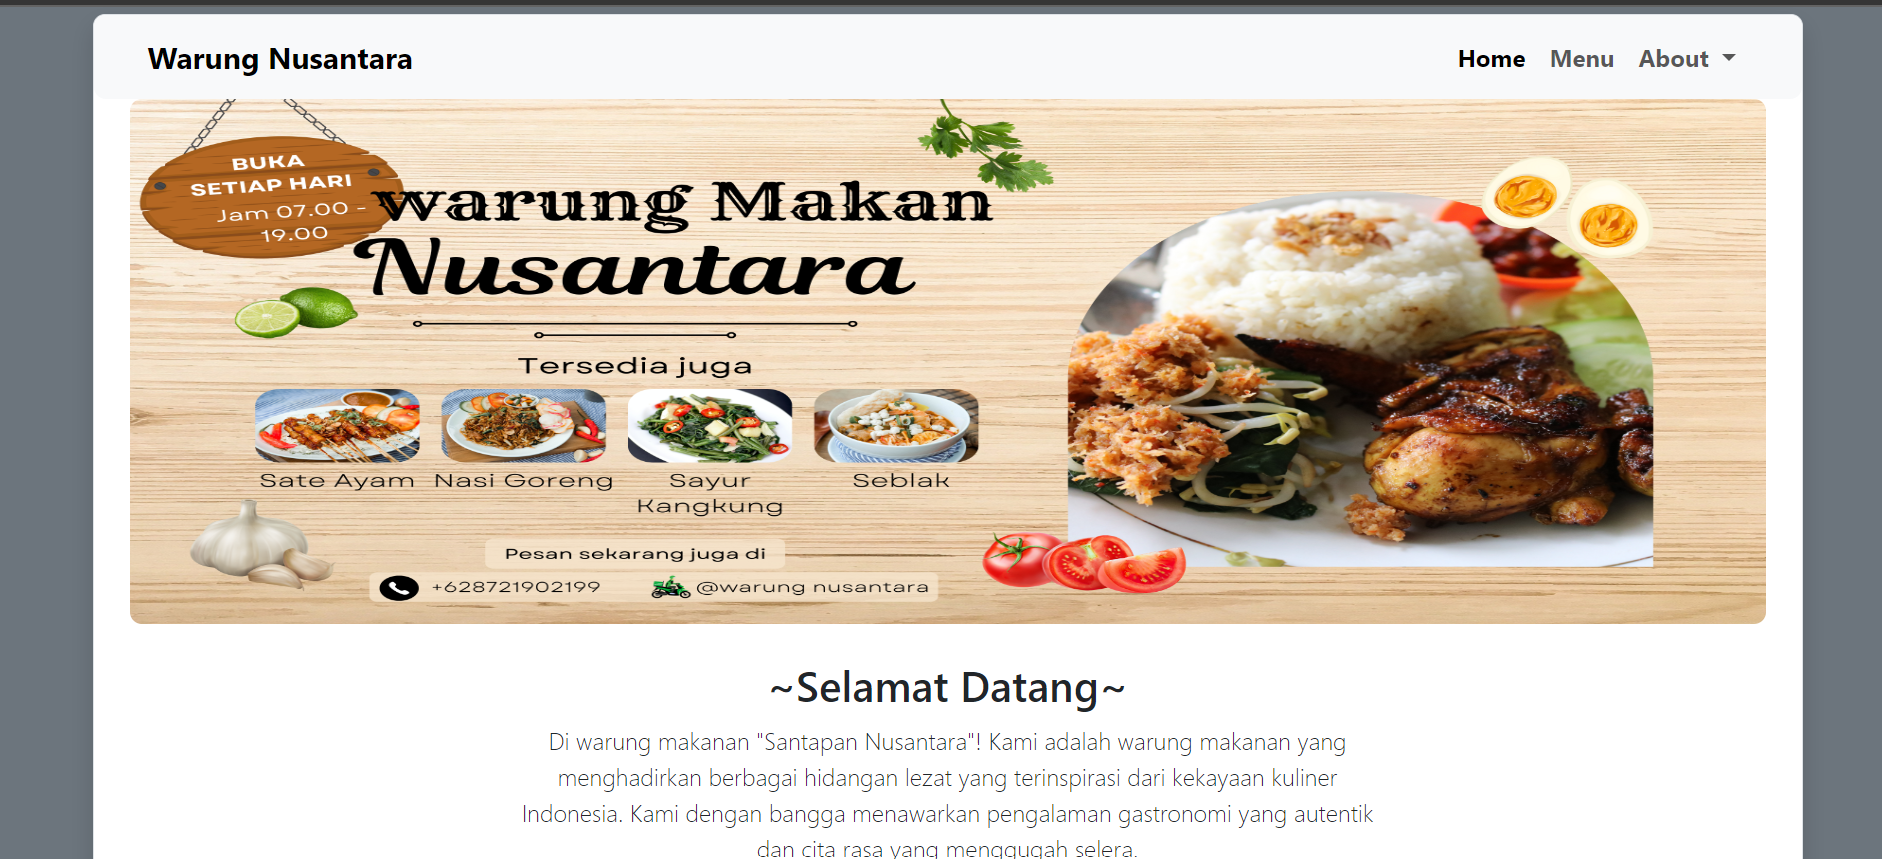 Warung Nusantara
Home Menu About
BUKA
SETIAP HARI
Jam 07.00 -
19.00
warung Makan
Nusantara
Tersedia juga
Sate Ayam Nasi Goreng Sayur Kangkung Seblak
Pesan sekarang juga di
+628721902199 @warung nusantara
~Selamat Datang~
Di warung makanan "Santapan Nusantara"! Kami adalah warung makanan yang
menghadirkan berbagai hidangan lezat yang terinspirasi dari kekayaan kuliner
Indonesia. Kami dengan bangga menawarkan pengalaman gastronomi yang autentik
dan cita rasa yang menggugah selera.